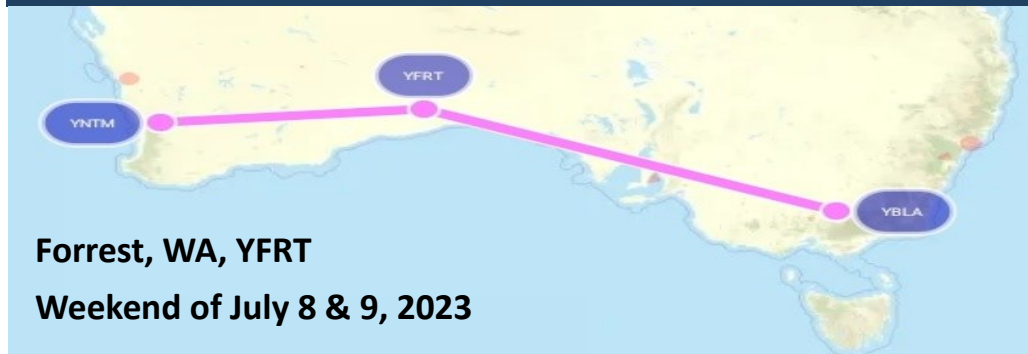 YFRT
YNTM
YBLA
Forrest, WA, YFRT
Weekend of July 8 & 9, 2023